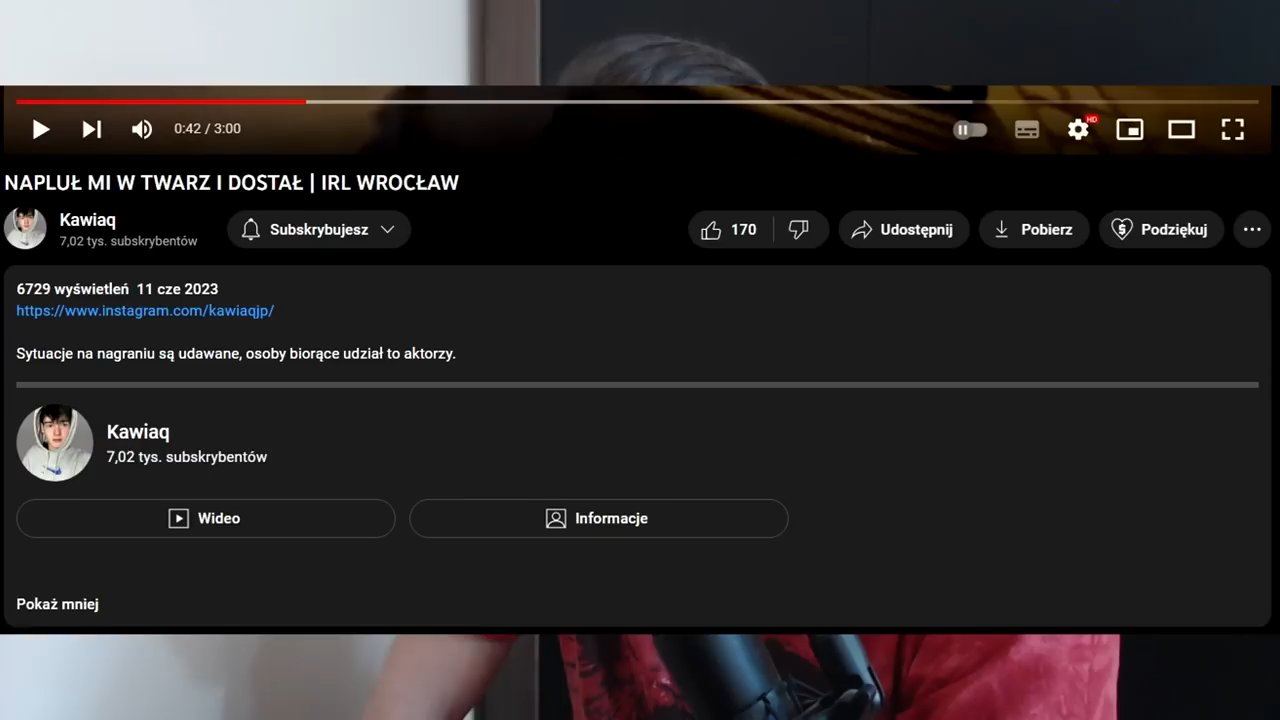 0:42 / 3:00
HD
NAPLUŁ MI W TWARZ I DOSTAŁ | IRL WROCŁAW
Kawiaq
7,02 tys. subskrybentów
Subskrybujesz
170
Udostępnij
Pobierz
Podziękuj
6729 wyświetleń 11 cze 2023
https://www.instagram.com/kawiaqjp/
Sytuacje na nagraniu są udawane, osoby biorące udział to aktorzy.
Kawiaq
7,02 tys. subskrybentów
Wideo
Informacje
Pokaż mniej